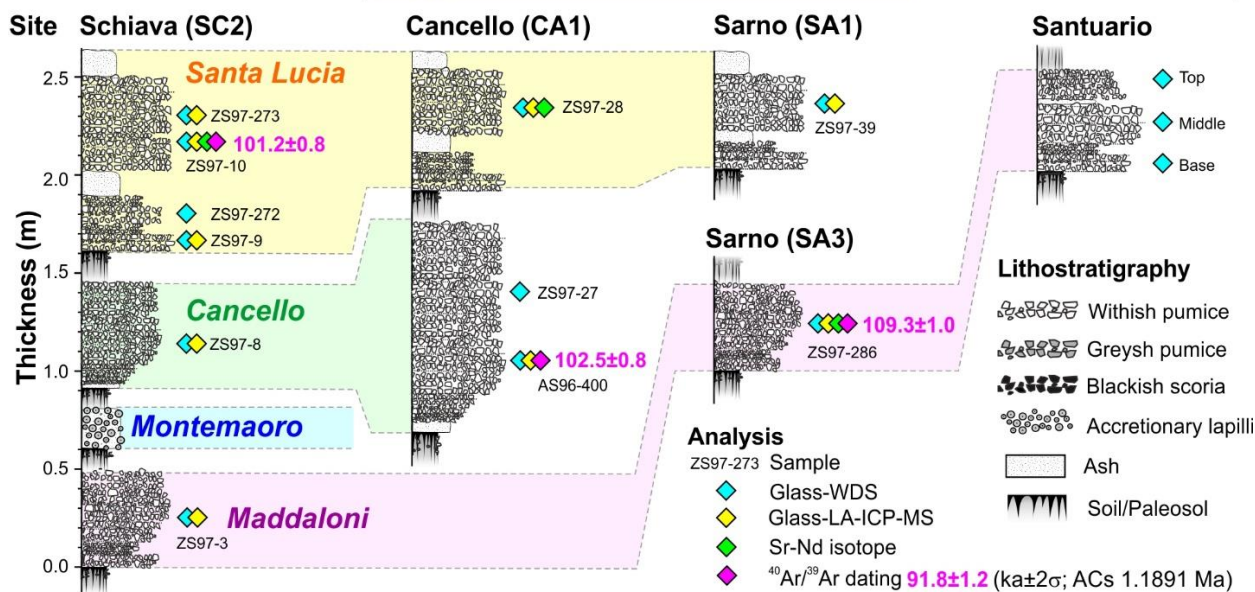 Site Schiava (SC2) Cancello (CA1) Sarno (SA1) Santuario
Santa Lucia
ZS97-273
101.2±0.8
ZS97-10
ZS97-272
ZS97-9
Cancello
ZS97-8
Montemaoro
Maddaloni
ZS97-3
Thickness (m)
2.5
2.0
1.5
1.0
0.5
0.0
ZS97-28
ZS97-27
102.5±0.8
AS96-400
ZS97-39
Sarno (SA3)
109.3±1.0
ZS97-286
Top
Middle
Base
Lithostratigraphy
Withish pumice
Greysh pumice
Blackish scoria
Accretionary lapilli
Ash
Soil/Paleosol
Analysis
ZS97-273 Sample
Glass-WDS
Glass-LA-ICP-MS
Sr-Nd isotope
⁴⁰Ar/³⁹Ar dating 91.8±1.2 (ka±2σ; ACs 1.1891 Ma)